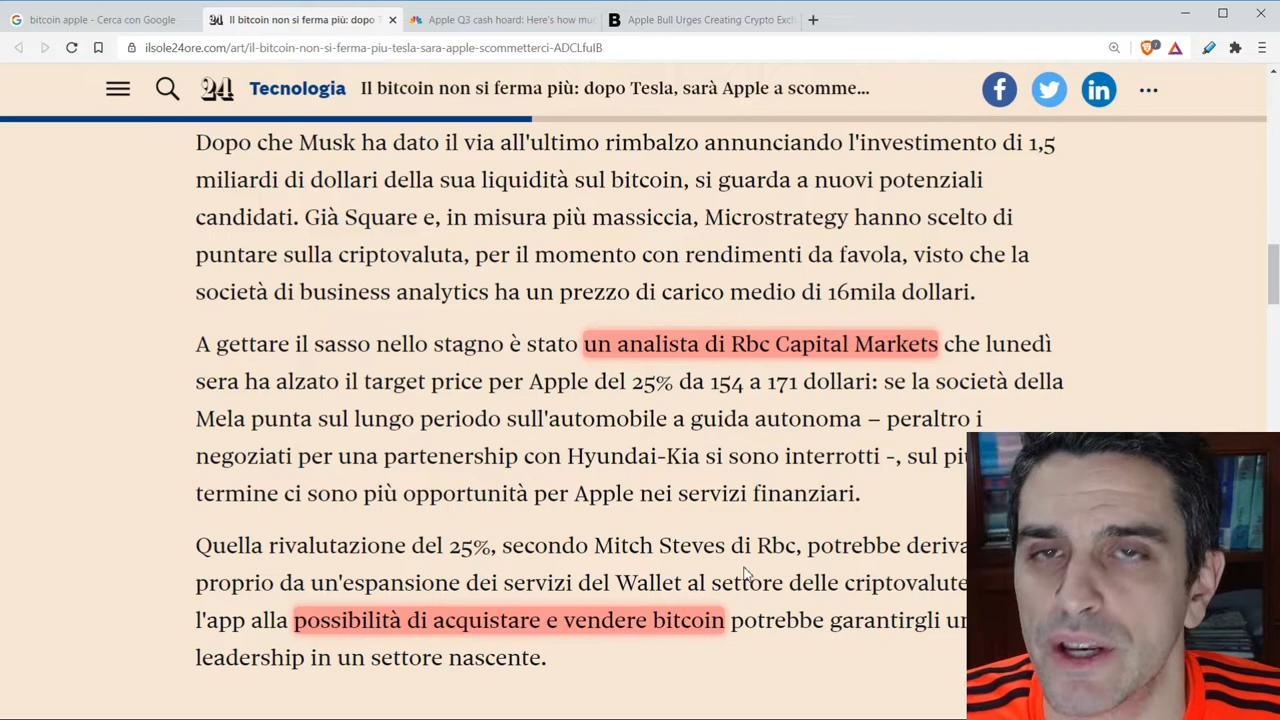 bitcoin apple - Cerca con Google
24 Il bitcoin non si ferma più: dopo T
Apple Q3 cash hoard: Here's how muc
B Apple Bull Urges Creating Crypto Exch
ilsole24ore.com/art/il-bitcoin-non-si-ferma-piu-tesla-sara-apple-scommetterci-ADCLfuIB
24 Tecnologia Il bitcoin non si ferma più: dopo Tesla, sarà Apple a scomme...
Dopo che Musk ha dato il via all'ultimo rimbalzo annunciando l'investimento di 1,5
miliardi di dollari della sua liquidità sul bitcoin, si guarda a nuovi potenziali
candidati. Già Square e, in misura più massiccia, Microstrategy hanno scelto di
puntare sulla criptovaluta, per il momento con rendimenti da favola, visto che la
società di business analytics ha un prezzo di carico medio di 16mila dollari.
A gettare il sasso nello stagno è stato un analista di Rbc Capital Markets che lunedì
sera ha alzato il target price per Apple del 25% da 154 a 171 dollari: se la società della
Mela punta sul lungo periodo sull'automobile a guida autonoma – peraltro i
negoziati per una partenership con Hyundai-Kia si sono interrotti -, sul
termine ci sono più opportunità per Apple nei servizi finanziari.
Quella rivalutazione del 25%, secondo Mitch Steves di Rbc, potrebbe deriva
proprio da un'espansione dei servizi del Wallet al settore delle criptovalute
l'app alla possibilità di acquistare e vendere bitcoin potrebbe garantirgli
leadership in un settore nascente.